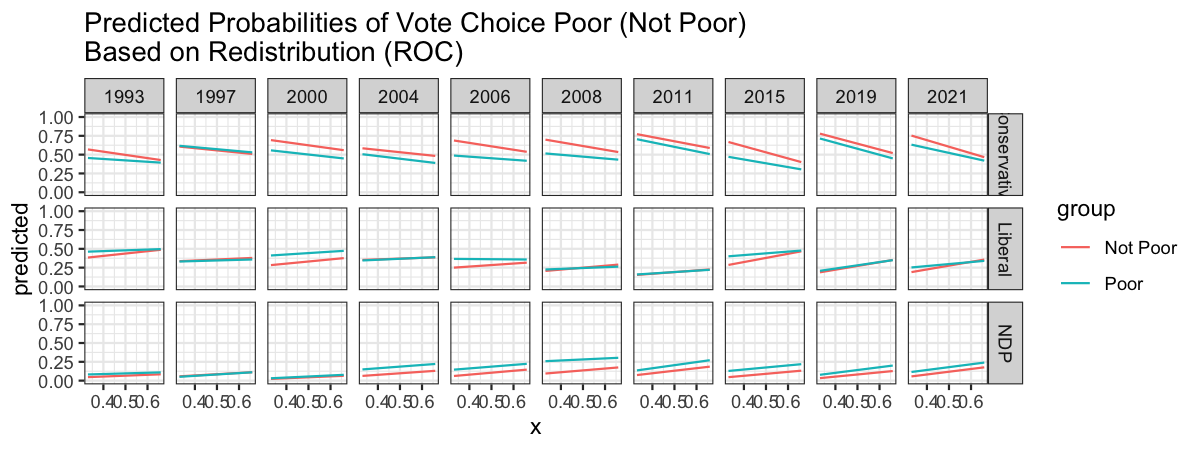 Predicted Probabilities of Vote Choice Poor (Not Poor)
Based on Redistribution (ROC)
1993 1997 2000 2004 2006 2008 2011 2015 2019 2021
1.00
0.75
0.50
0.25
0.00
onservativ
1.00
0.75
0.50
0.25
0.00
Liberal
1.00
0.75
0.50
0.25
0.00
NDP
predicted
0.40.50.6 0.40.50.6 0.40.50.6 0.40.50.6 0.40.50.6 0.40.50.6 0.40.50.6 0.40.50.6 0.40.50.6 0.40.50.6
x
group
Not Poor
Poor